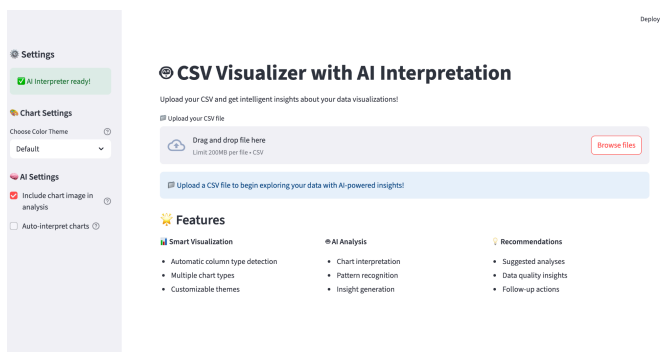 Deploy
Settings
AI Interpreter ready!
Chart Settings
Choose Color Theme
Default
AI Settings
Include chart image in
analysis
Auto-interpret charts
CSV Visualizer with AI Interpretation
Upload your CSV and get intelligent insights about your data visualizations!
Upload your CSV file
Drag and drop file here
Limit 200MB per file • CSV
Browse files
Upload a CSV file to begin exploring your data with AI-powered insights!
Features
Smart Visualization
• Automatic column type detection
• Multiple chart types
• Customizable themes
AI Analysis
• Chart interpretation
• Pattern recognition
• Insight generation
Recommendations
• Suggested analyses
• Data quality insights
• Follow-up actions